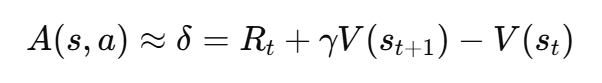 A(s, a) ≈ δ = R_t + γV(s_{t+1}) − V(s_t)